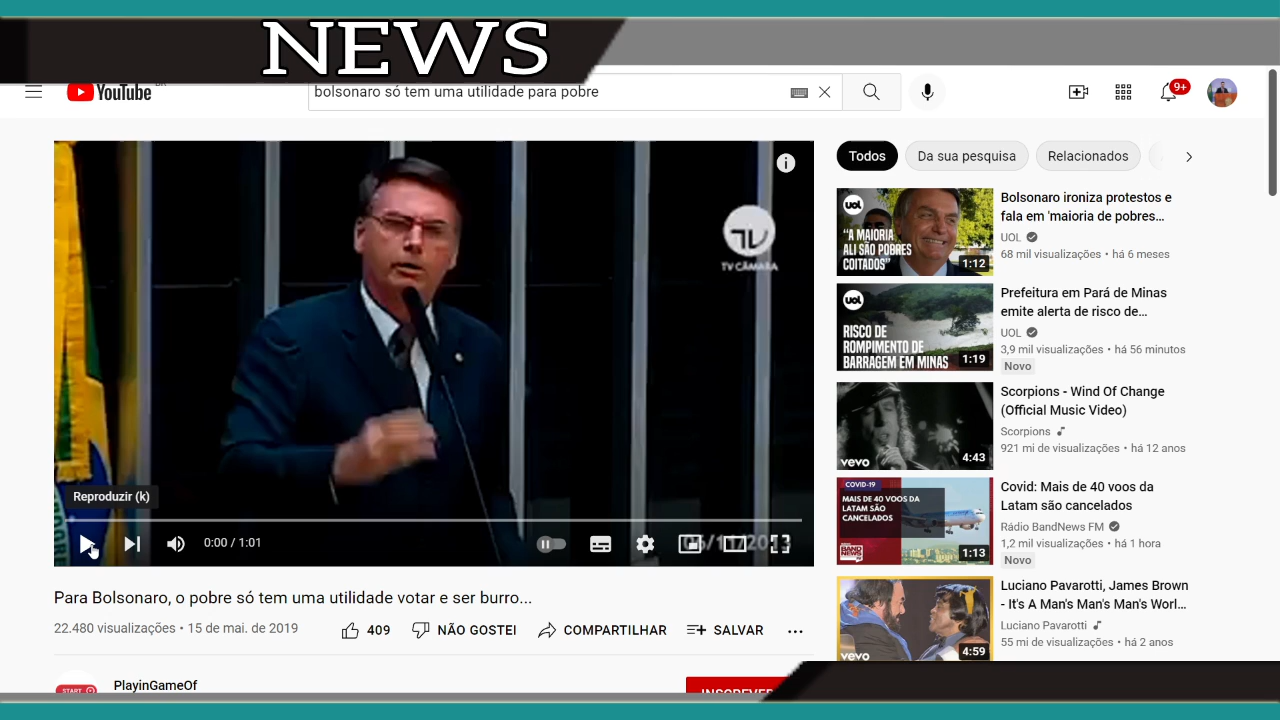 NEWS
YouTube
bolsonaro só tem uma utilidade para pobre
9+
TV CÂMARA
Reproduzir (k)
0:00 / 1:01
Para Bolsonaro, o pobre so tem uma utilidade votar e ser burro...
22.480 visualizações • 15 de mai. de 2019
409
NÃO GOSTEI
COMPARTILHAR
SALVAR
START
PlayinGameOf
Todos
Da sua pesquisa
Relacionados
uol
"A MAIORIA
ALI SÃO POBRES
COITADOS"
1:12
Bolsonaro ironiza protestos e
fala em 'maioria de pobres...
UOL
68 mil visualizações • há 6 meses
uol
RISCO DE
ROMPIMENTO DE
BARRAGEM EM MINAS
1:19
Prefeitura em Pará de Minas
emite alerta de risco de...
UOL
3,9 mil visualizações • há 56 minutos
Novo
vevo
4:43
Scorpions - Wind Of Change
(Official Music Video)
Scorpions
921 mi de visualizações • há 12 anos
COVID-19
MAIS DE 40 VOOS DA
LATAM SÃO
CANCELADOS
BAND
NEWS
1:13
Covid: Mais de 40 voos da
Latam são cancelados
Rádio BandNews FM
1,2 mil visualizações • há 1 hora
Novo
vevo
4:59
Luciano Pavarotti, James Brown
- It's A Man's Man's Man's Worl...
Luciano Pavarotti
55 mi de visualizações • há 2 anos